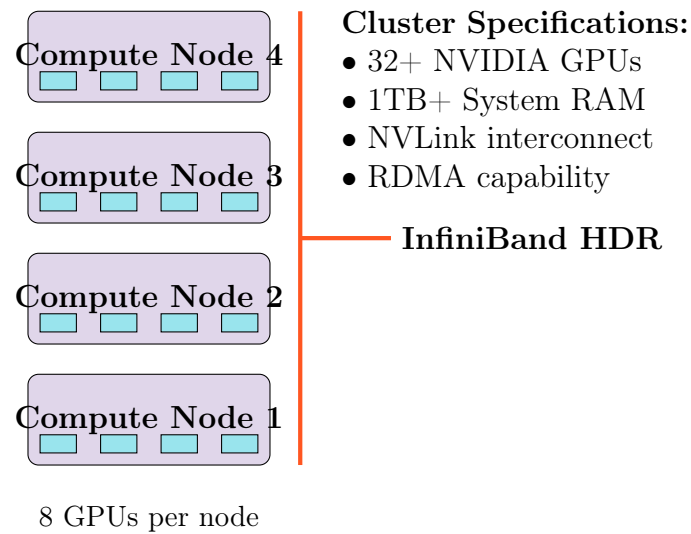 Compute Node 4
Compute Node 3
Compute Node 2
Compute Node 1
8 GPUs per node
Cluster Specifications:
• 32+ NVIDIA GPUs
• 1TB+ System RAM
• NVLink interconnect
• RDMA capability
InfiniBand HDR